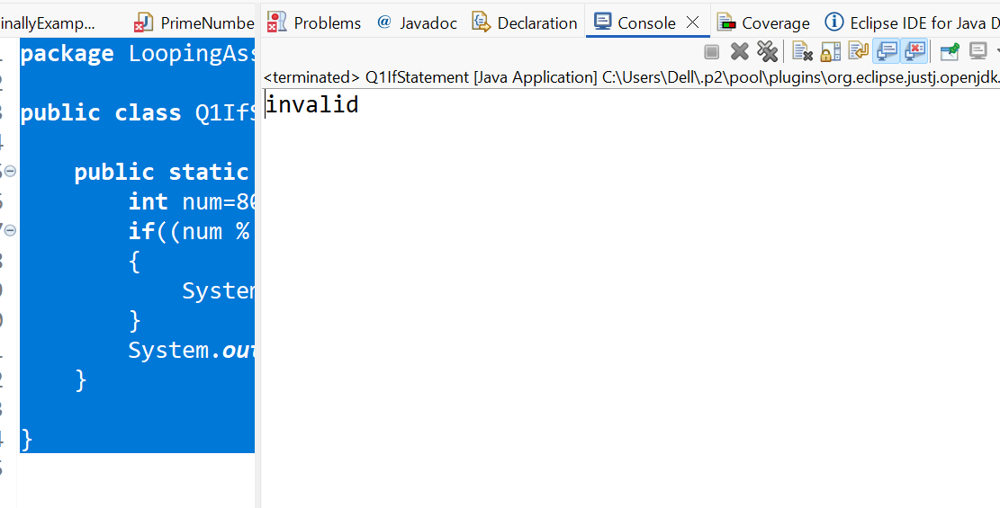 inallyExamp... PrimeNumbe Problems @ Javadoc Declaration Console Coverage Eclipse IDE for Java D
<terminated> Q1IfStatement [Java Application] C:\Users\Dell\.p2\pool\plugins\org.eclipse.justj.openjdk.
package LoopingAss
public class Q1IfS
public static
int num=80
if((num %
{
System
}
System.out
}
}
invalid